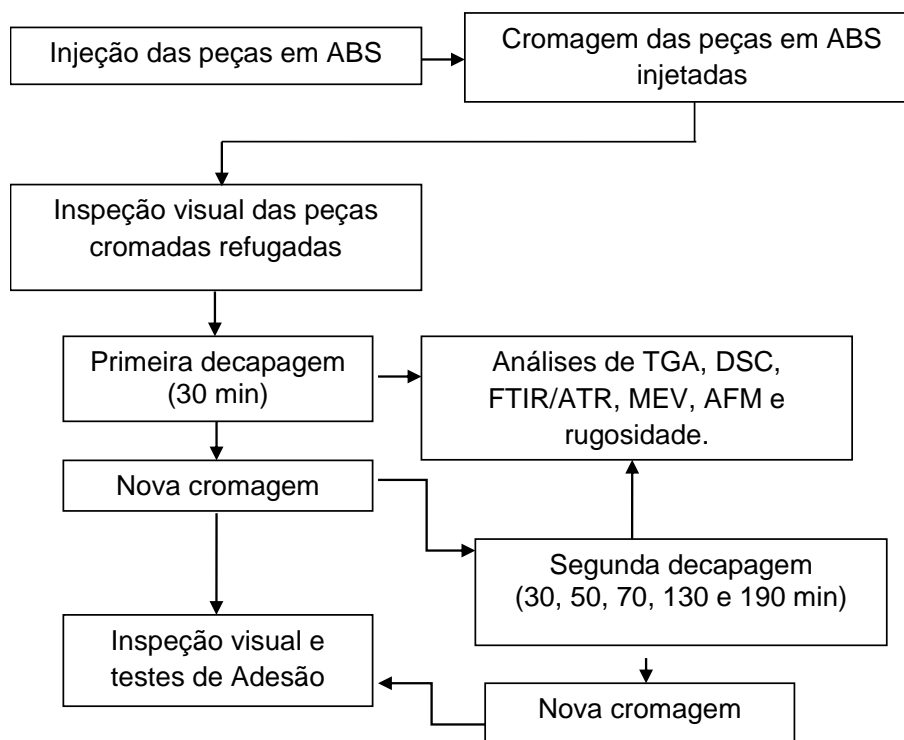 Injeção das peças em ABS
Cromagem das peças em ABS
injetadas
Inspeção visual das peças
cromadas refugadas
Primeira decapagem
(30 min)
Análises de TGA, DSC,
FTIR/ATR, MEV, AFM e
rugosidade.
Nova cromagem
Segunda decapagem
(30, 50, 70, 130 e 190 min)
Inspeção visual e
testes de Adesão
Nova cromagem